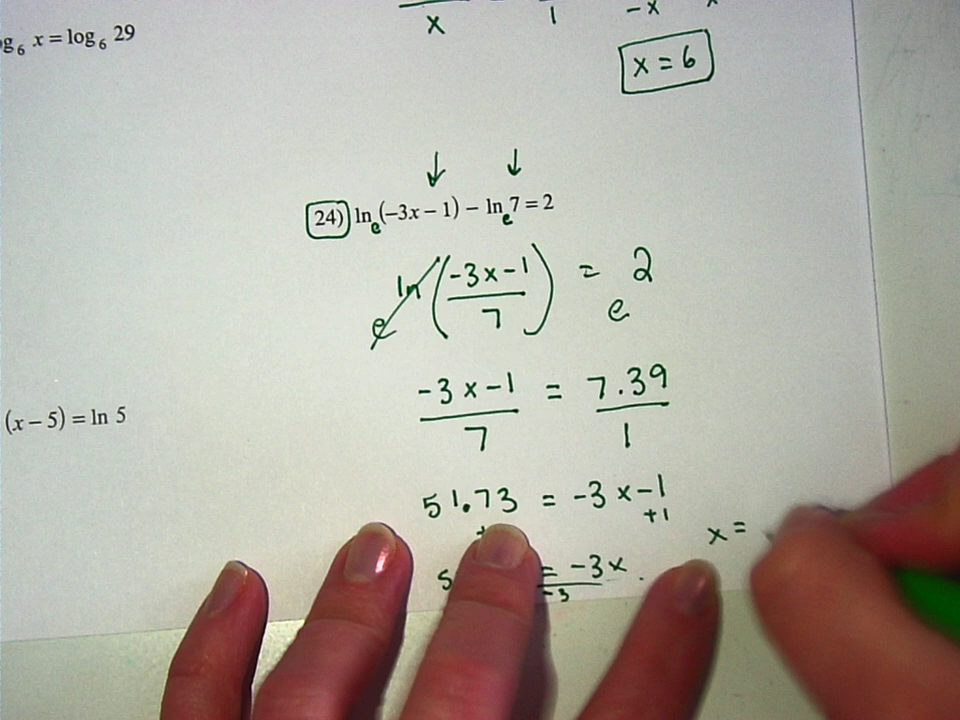 log₆ x = log₆ 29
x 1 -x
x = 6
↓ ↓
24) lnₑ(−3x − 1) − lnₑ7 = 2
e ln (-3x-1 / 7) = e^2
-3x-1 / 7 = 7.39 / 1
(x − 5) = ln 5
51.73 = -3x-1
+1
x =
= -3x
-3